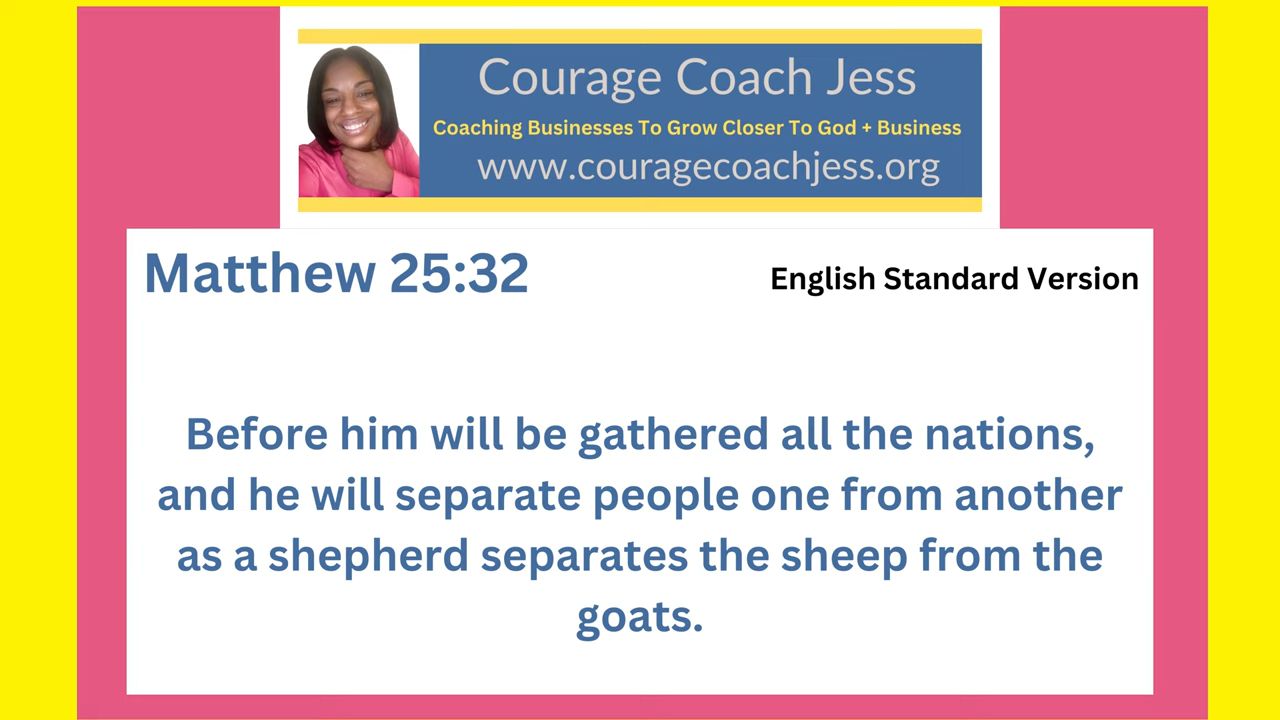 Courage Coach Jess
Coaching Businesses To Grow Closer To God + Business
www.couragecoachjess.org
Matthew 25:32
English Standard Version
Before him will be gathered all the nations,
and he will separate people one from another
as a shepherd separates the sheep from the
goats.